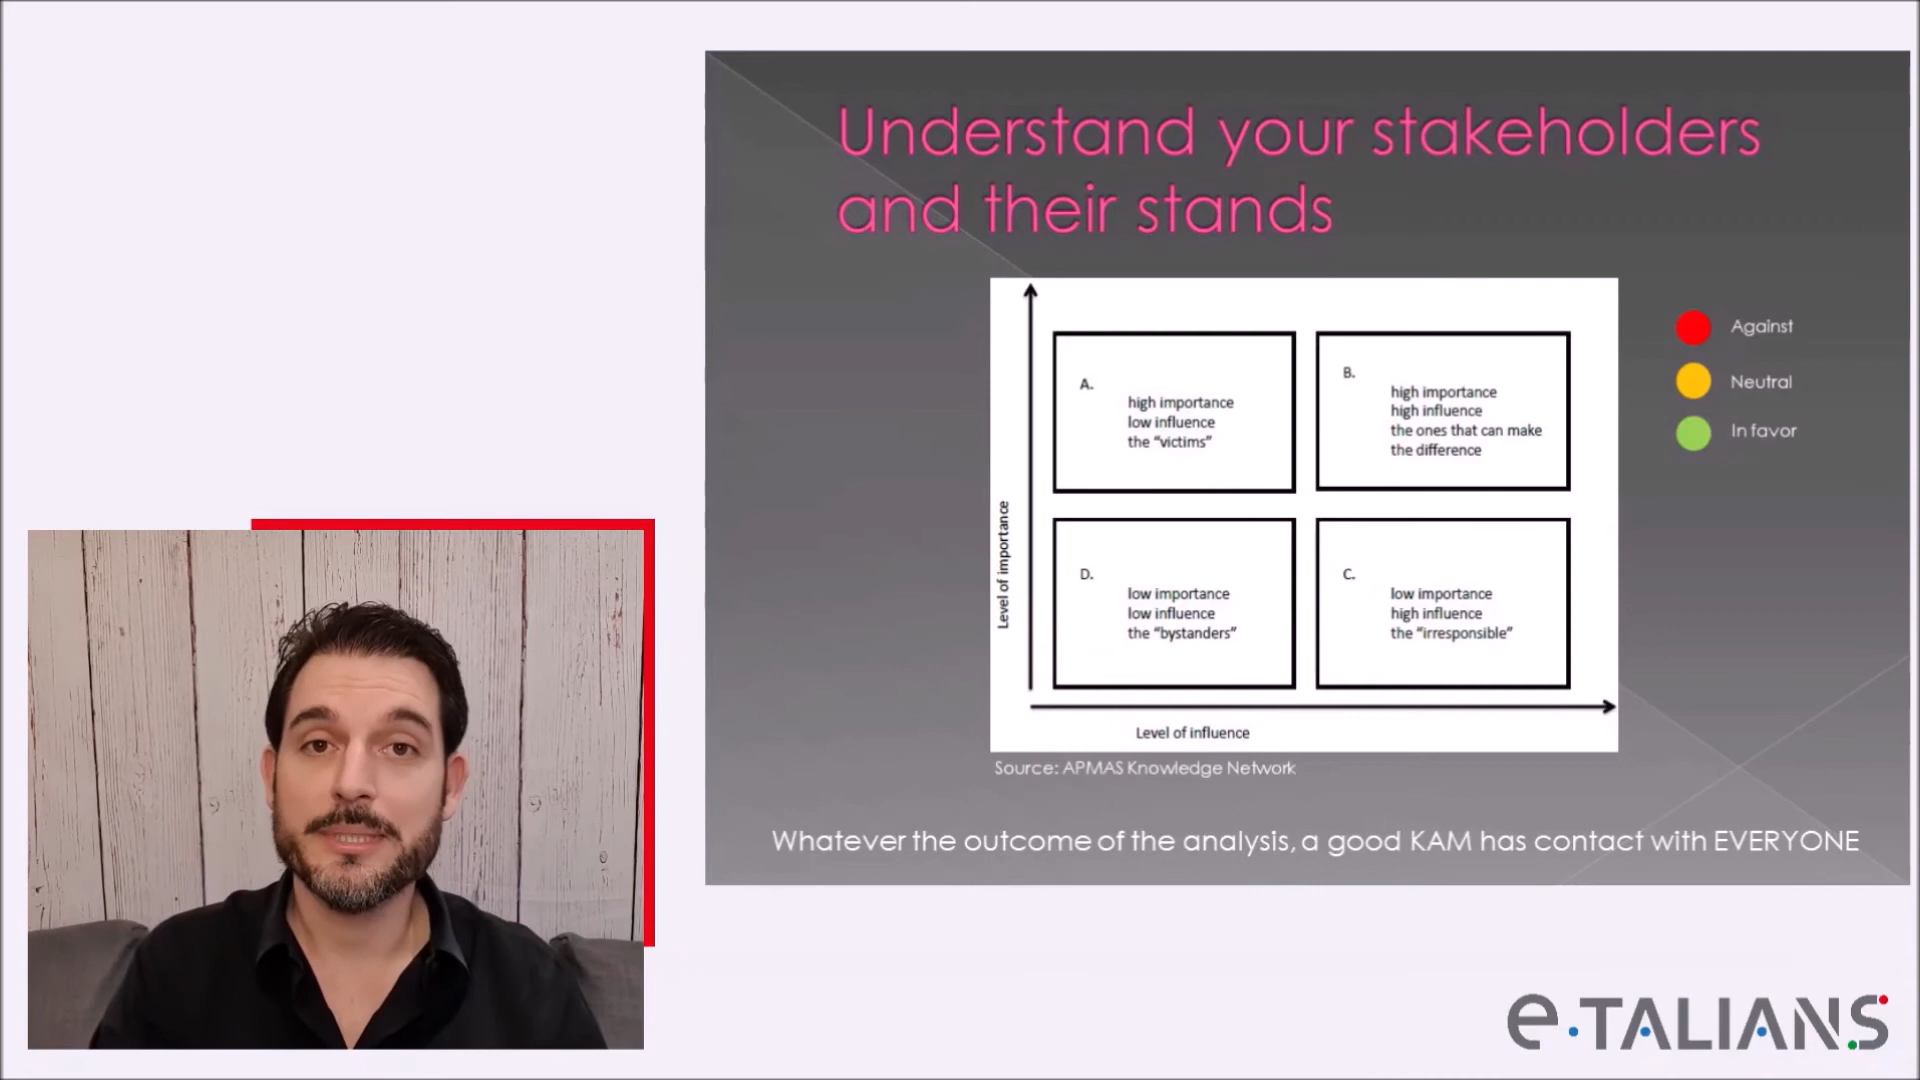 Understand your stakeholders
and their stands
A.
high importance
low influence
the “victims”
B.
high importance
high influence
the ones that can make
the difference
D.
low importance
low influence
the “bystanders”
C.
low importance
high influence
the “irresponsible”
Level of importance
Level of influence
Against
Neutral
In favor
Source: APMAS Knowledge Network
Whatever the outcome of the analysis, a good KAM has contact with EVERYONE
e·TALIANS